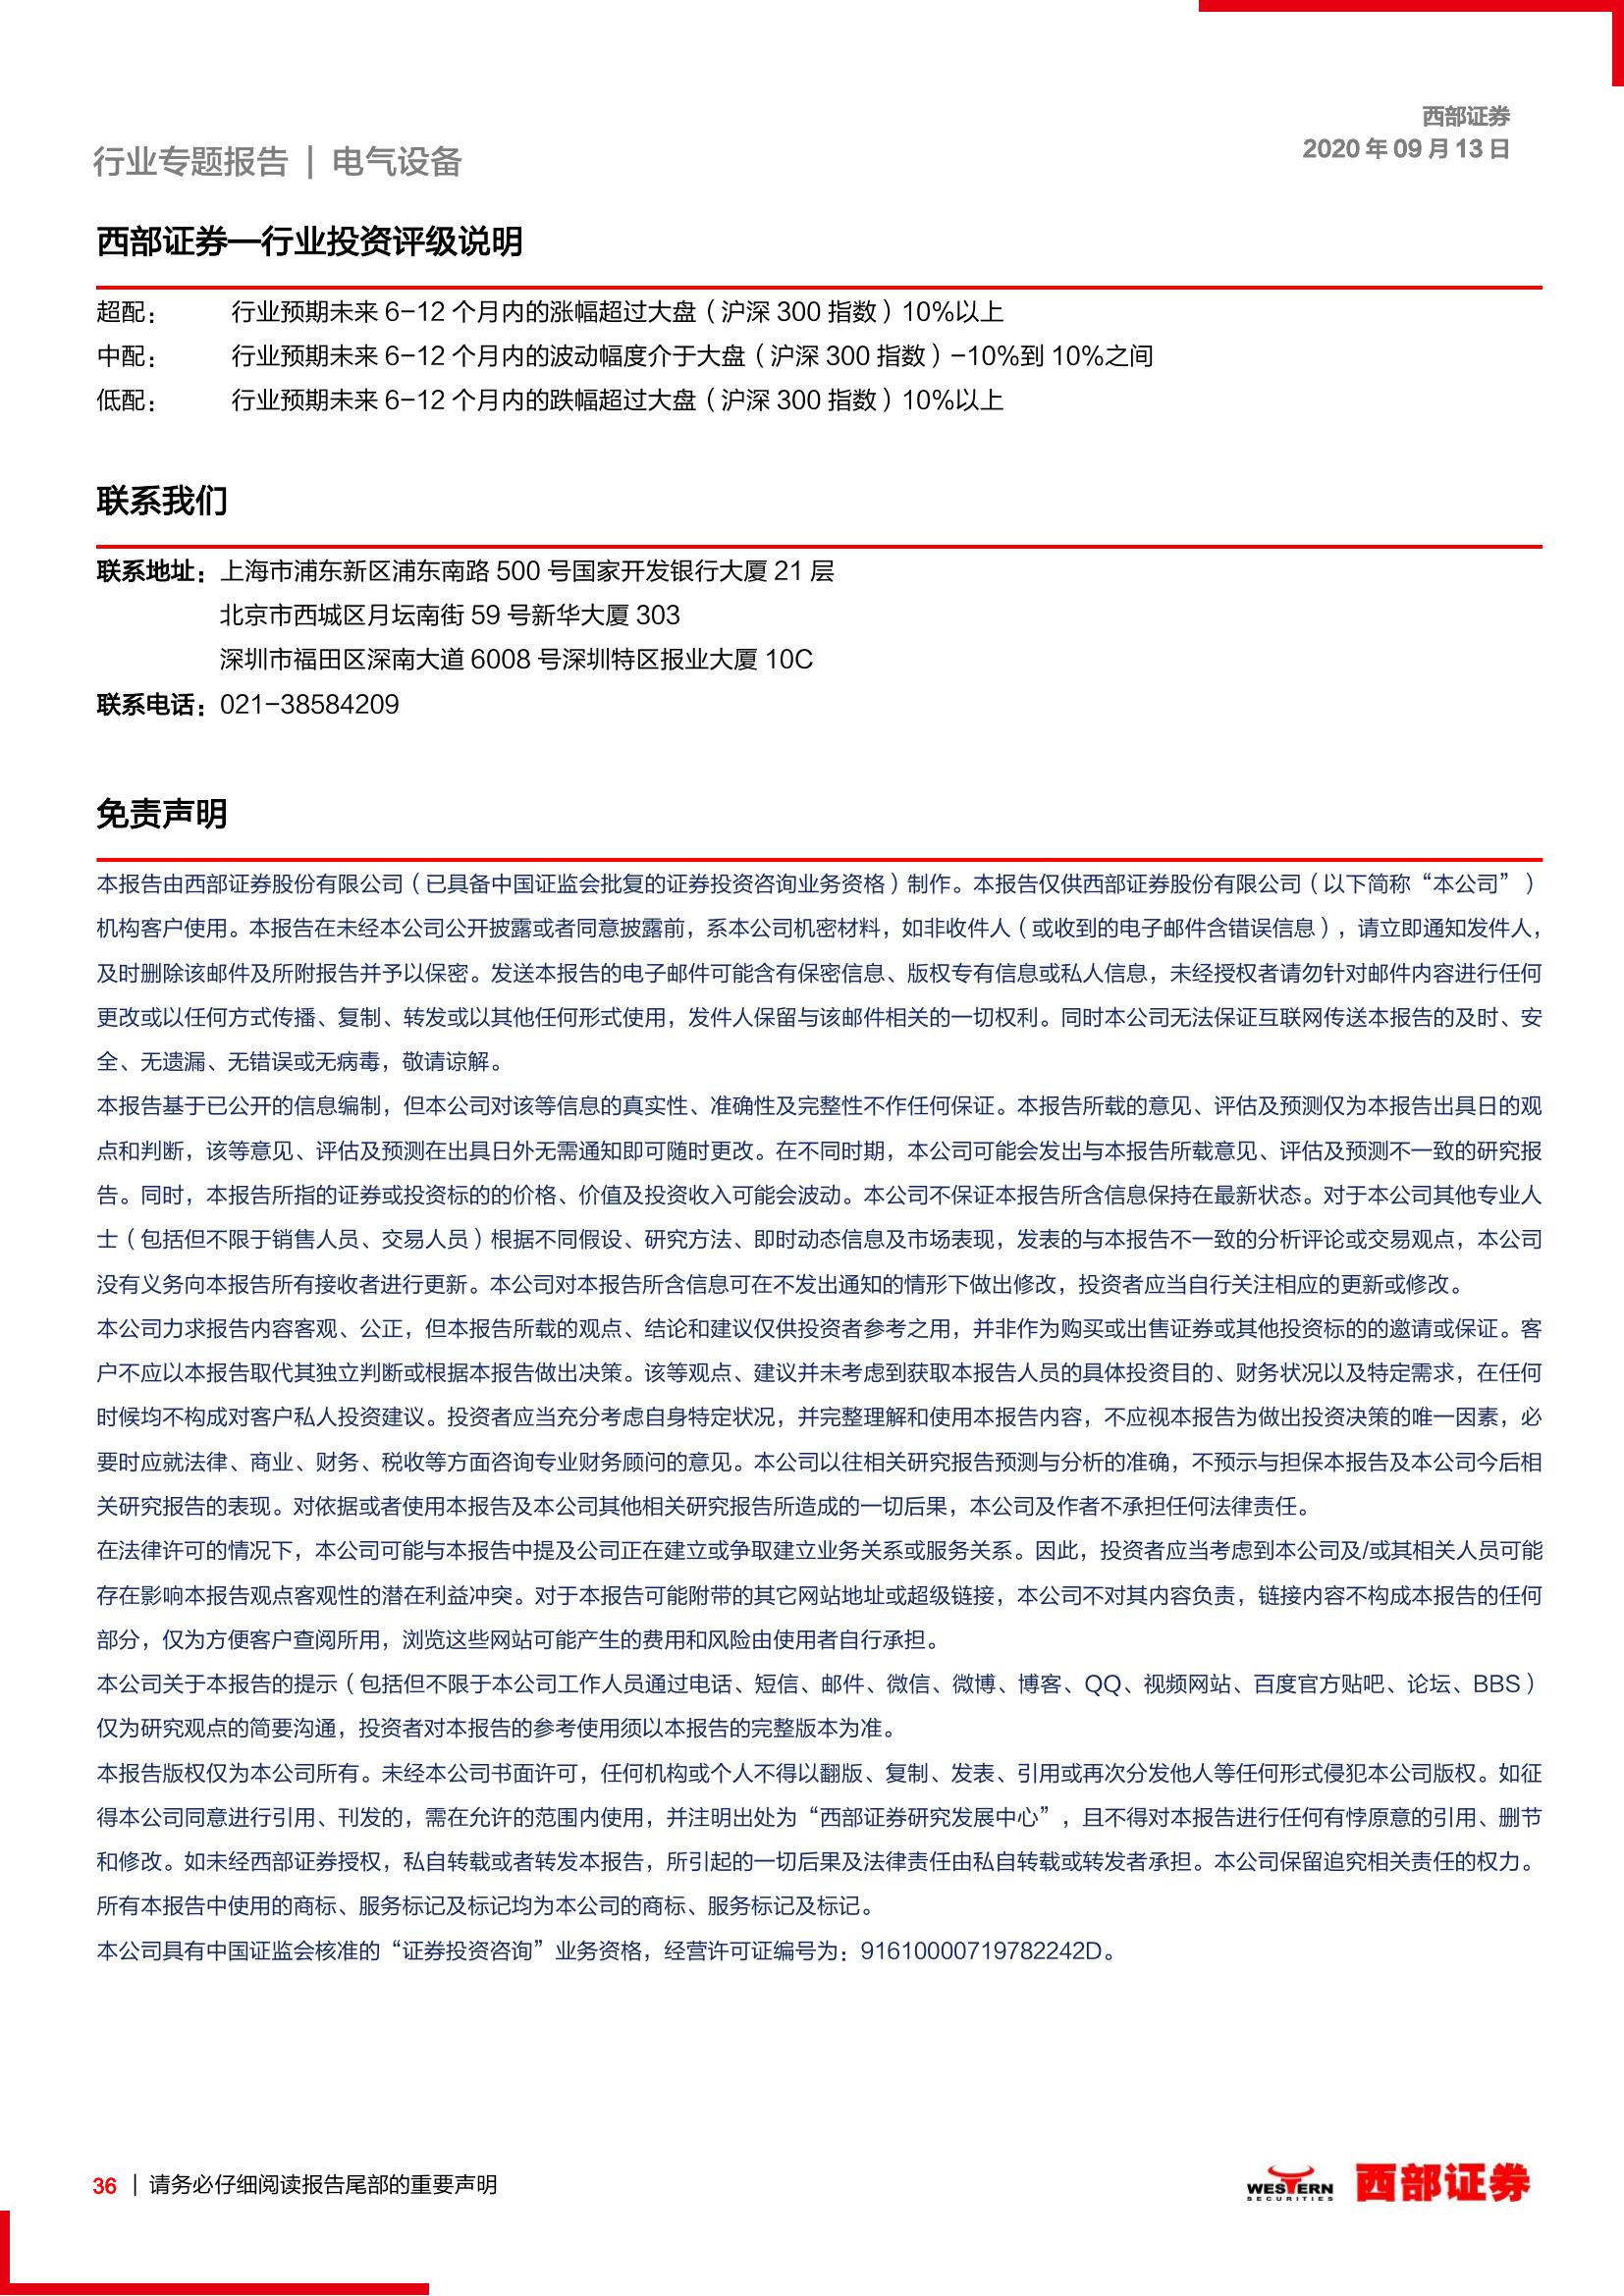 西部证券
2020 年 09 月 13 日
行业专题报告 | 电气设备
西部证券—行业投资评级说明
超配： 行业预期未来 6-12 个月内的涨幅超过大盘（沪深 300 指数）10%以上
中配： 行业预期未来 6-12 个月内的波动幅度介于大盘（沪深 300 指数）-10%到 10%之间
低配： 行业预期未来 6-12 个月内的跌幅超过大盘（沪深 300 指数）10%以上
联系我们
联系地址：上海市浦东新区浦东南路 500 号国家开发银行大厦 21 层
北京市西城区月坛南街 59 号新华大厦 303
深圳市福田区深南大道 6008 号深圳特区报业大厦 10C
联系电话：021-38584209
免责声明
本报告由西部证券股份有限公司（已具备中国证监会批复的证券投资咨询业务资格）制作。本报告仅供西部证券股份有限公司（以下简称“本公司”）
机构客户使用。本报告在未经本公司公开披露或者同意披露前，系本公司机密材料，如非收件人（或收到的电子邮件含错误信息），请立即通知发件人，
及时删除该邮件及所附报告并予以保密。发送本报告的电子邮件可能含有保密信息、版权专有信息或私人信息，未经授权者请勿针对邮件内容进行任何
更改或以任何方式传播、复制、转发或以其他任何形式使用，发件人保留与该邮件相关的一切权利。同时本公司无法保证互联网传送本报告的及时、安
全、无遗漏、无错误或无病毒，敬请谅解。
本报告基于已公开的信息编制，但本公司对该等信息的真实性、准确性及完整性不作任何保证。本报告所载的意见、评估及预测仅为本报告出具日的观
点和判断，该等意见、评估及预测在出具日外无需通知即可随时更改。在不同时期，本公司可能会发出与本报告所载意见、评估及预测不一致的研究报
告。同时，本报告所指的证券或投资标的的价格、价值及投资收入可能会波动。本公司不保证本报告所含信息保持在最新状态。对于本公司其他专业人
士（包括但不限于销售人员、交易人员）根据不同假设、研究方法、即时动态信息及市场表现，发表的与本报告不一致的分析评论或交易观点，本公司
没有义务向本报告所有接收者进行更新。本公司对本报告所含信息可在不发出通知的情形下做出修改，投资者应当自行关注相应的更新或修改。
本公司力求报告内容客观、公正，但本报告所载的观点、结论和建议仅供投资者参考之用，并非作为购买或出售证券或其他投资标的的邀请或保证。客
户不应以本报告取代其独立判断或根据本报告做出决策。该等观点、建议并未考虑到获取本报告人员的具体投资目的、财务状况以及特定需求，在任何
时候均不构成对客户私人投资建议。投资者应当充分考虑自身特定状况，并完整理解和使用本报告内容，不应视本报告为做出投资决策的唯一因素，必
要时应就法律、商业、财务、税收等方面咨询专业财务顾问的意见。本公司以往相关研究报告预测与分析的准确，不预示与担保本报告及本公司今后相
关研究报告的表现。对依据或者使用本报告及本公司其他相关研究报告所造成的一切后果，本公司及作者不承担任何法律责任。
在法律许可的情况下，本公司可能与本报告中提及公司正在建立或争取建立业务关系或服务关系。因此，投资者应当考虑到本公司及/或其相关人员可能
存在影响本报告观点客观性的潜在利益冲突。对于本报告可能附带的其它网站地址或超级链接，本公司不对其内容负责，链接内容不构成本报告的任何
部分，仅为方便客户查阅所用，浏览这些网站可能产生的费用和风险由使用者自行承担。
本公司关于本报告的提示（包括但不限于本公司工作人员通过电话、短信、邮件、微信、微博、博客、QQ、视频网站、百度官方贴吧、论坛、BBS）
仅为研究观点的简要沟通，投资者对本报告的参考使用须以本报告的完整版本为准。
本报告版权仅为本公司所有。未经本公司书面许可，任何机构或个人不得以翻版、复制、发表、引用或再次分发他人等任何形式侵犯本公司版权。如征
得本公司同意进行引用、刊发的，需在允许的范围内使用，并注明出处为“西部证券研究发展中心”，且不得对本报告进行任何有悖原意的引用、删节
和修改。如未经西部证券授权，私自转载或者转发本报告，所引起的一切后果及法律责任由私自转载或转发者承担。本公司保留追究相关责任的权力。
所有本报告中使用的商标、服务标记及标记均为本公司的商标、服务标记及标记。
本公司具有中国证监会核准的“证券投资咨询”业务资格，经营许可证编号为：91610000719782242D。
36 | 请务必仔细阅读报告尾部的重要声明
WESTERN
SECURITIES
西部证券